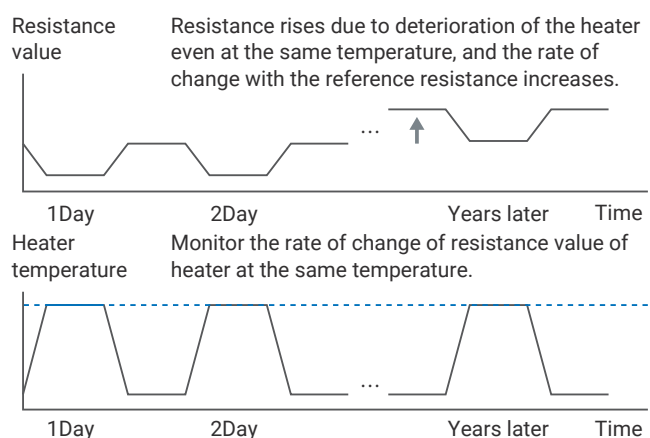 Resistance
value
Resistance rises due to deterioration of the heater
even at the same temperature, and the rate of
change with the reference resistance increases.
...
1Day
2Day
Years later
Time
Heater
temperature
Monitor the rate of change of resistance value of
heater at the same temperature.
...
1Day
2Day
Years later
Time